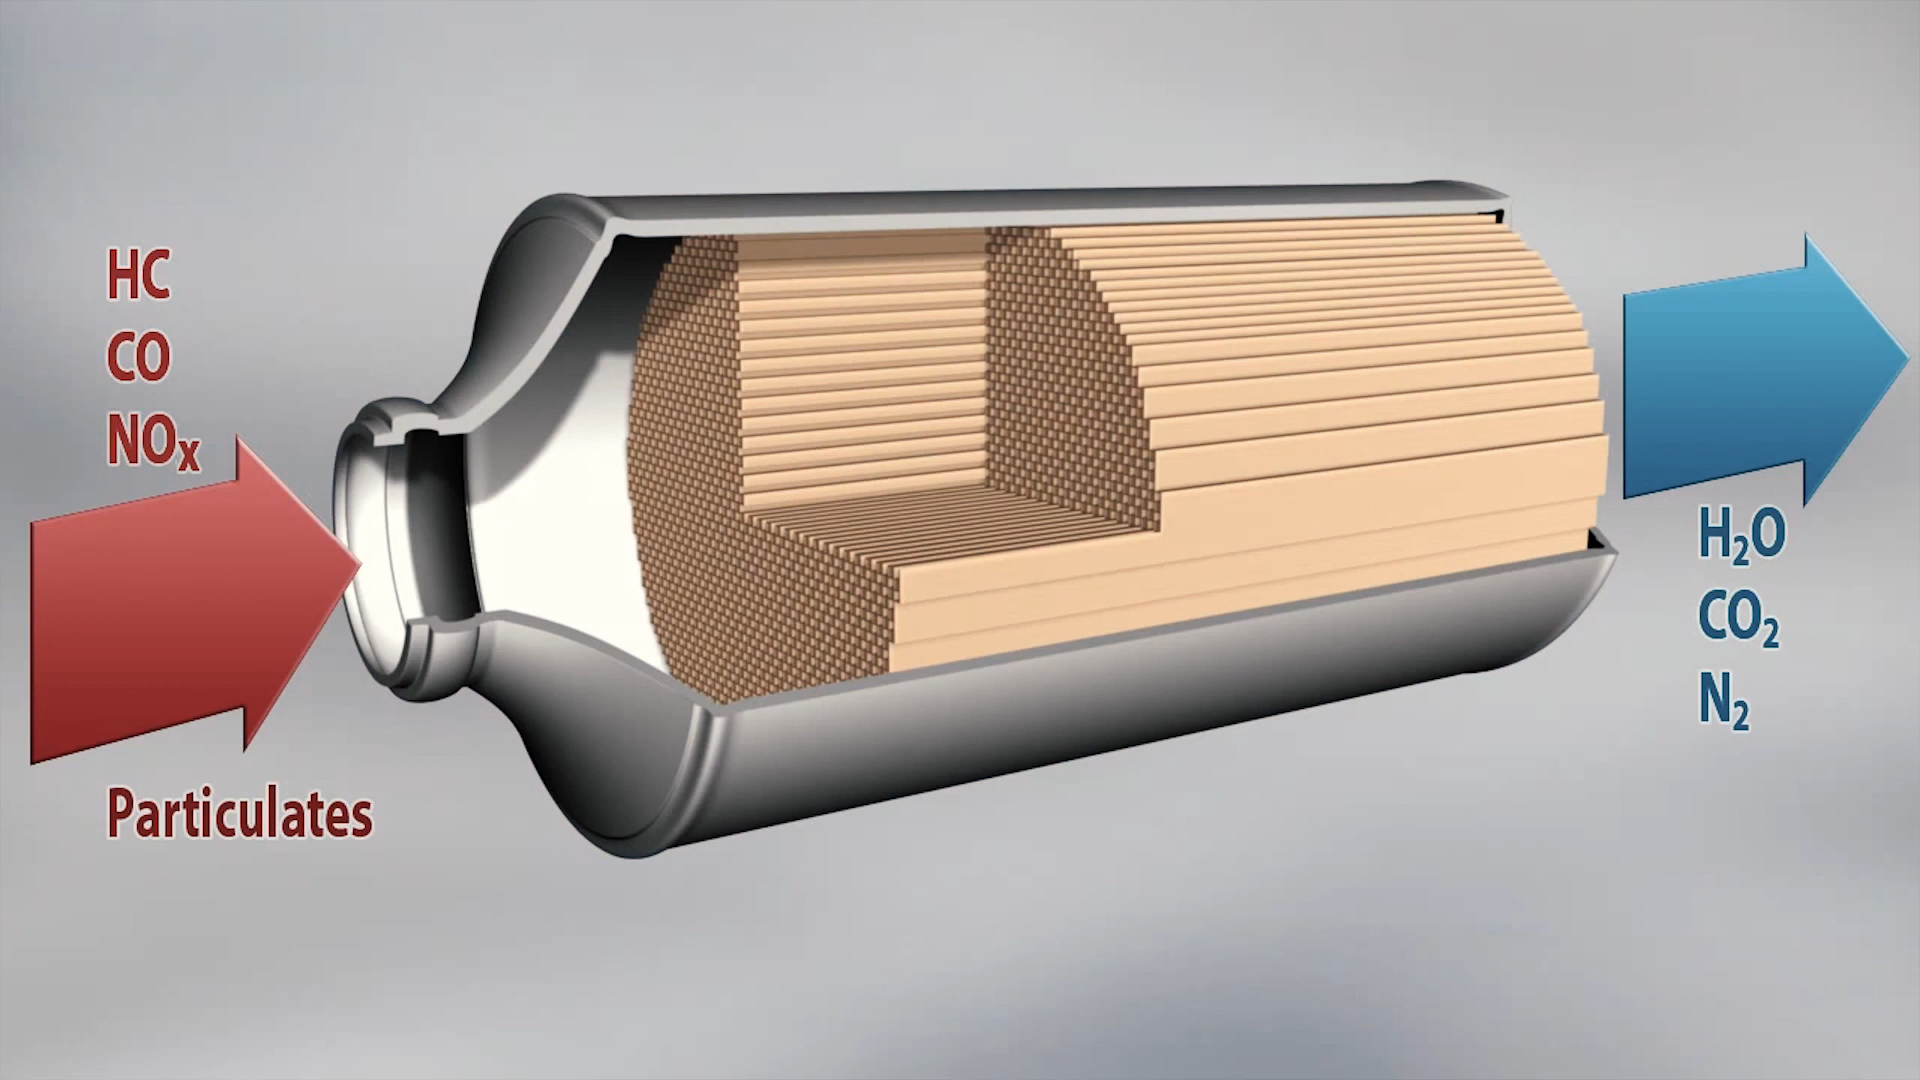 HC
CO
NOx
Particulates
H2O
CO2
N2